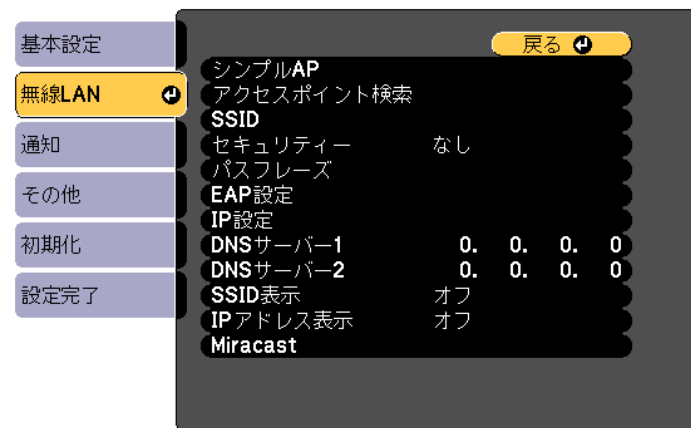 基本設定
無線LAN
通知
その他
初期化
設定完了
戻る
シンプルAP
アクセスポイント検索
SSID
セキュリティー なし
パスフレーズ
EAP設定
IP設定
DNSサーバー1 0. 0. 0. 0
DNSサーバー2 0. 0. 0. 0
SSID表示 オフ
IPアドレス表示 オフ
Miracast